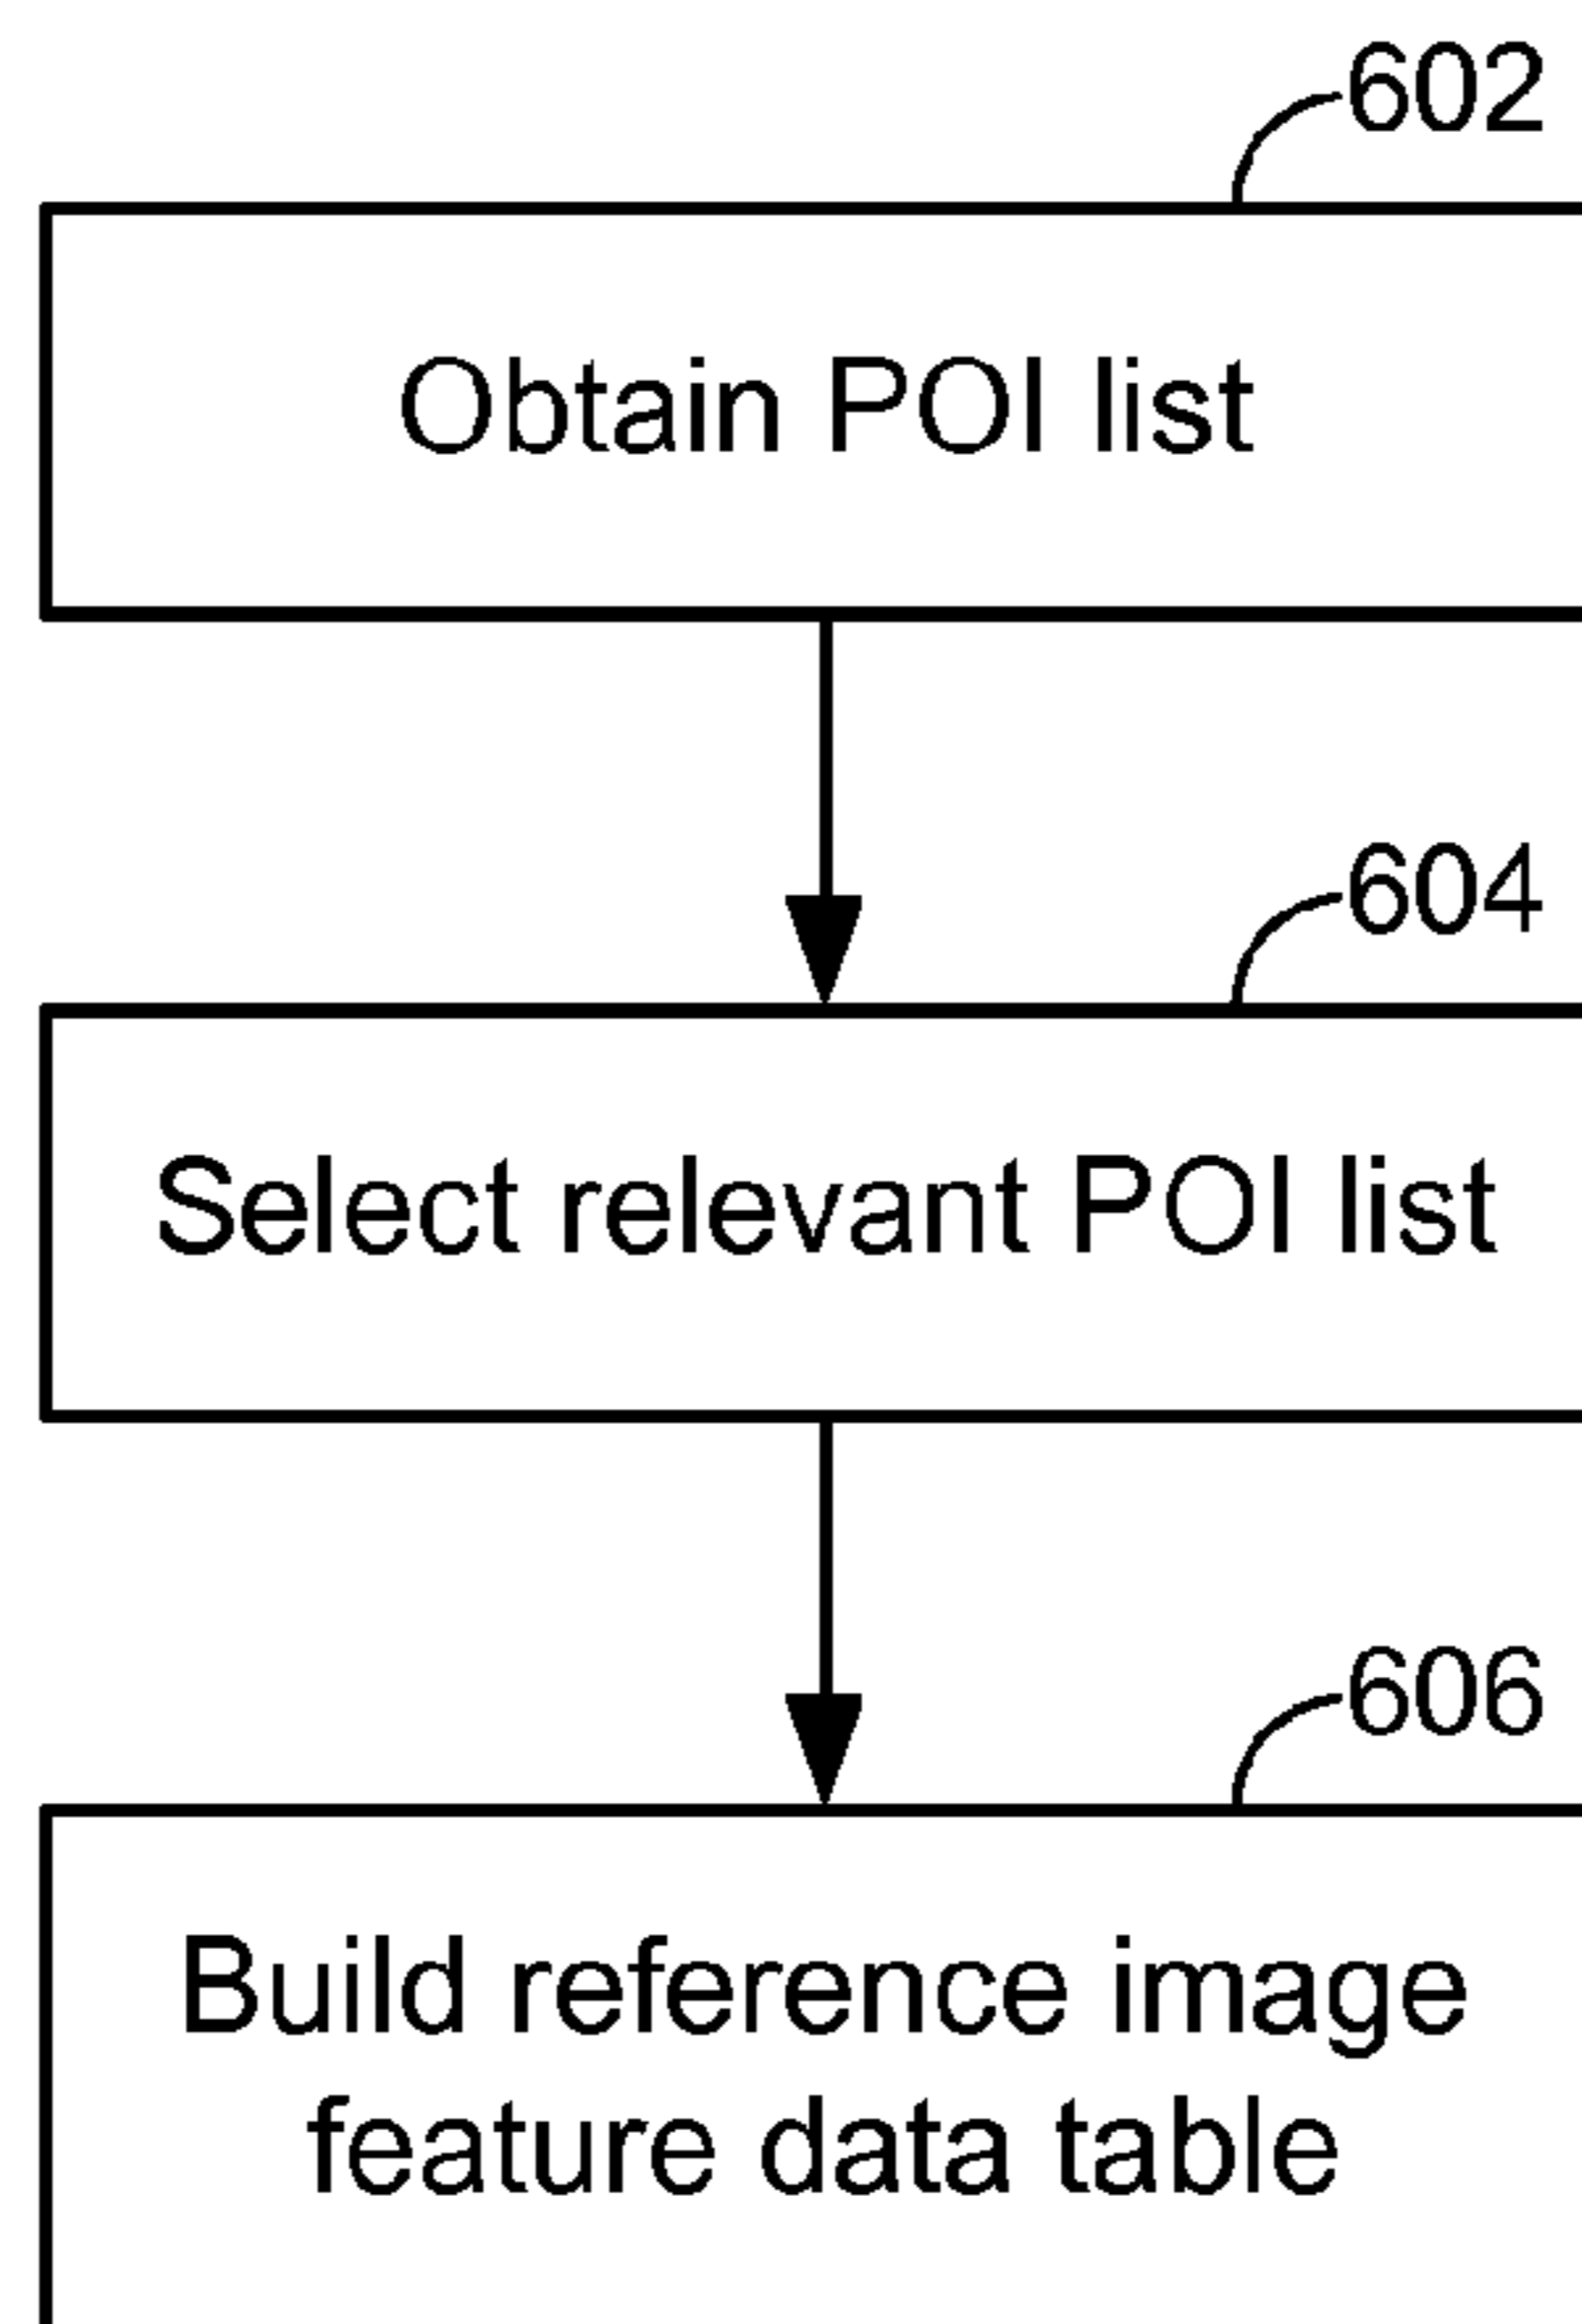 602
Obtain POI list
604
Select relevant POI list
606
Build reference image
feature data table